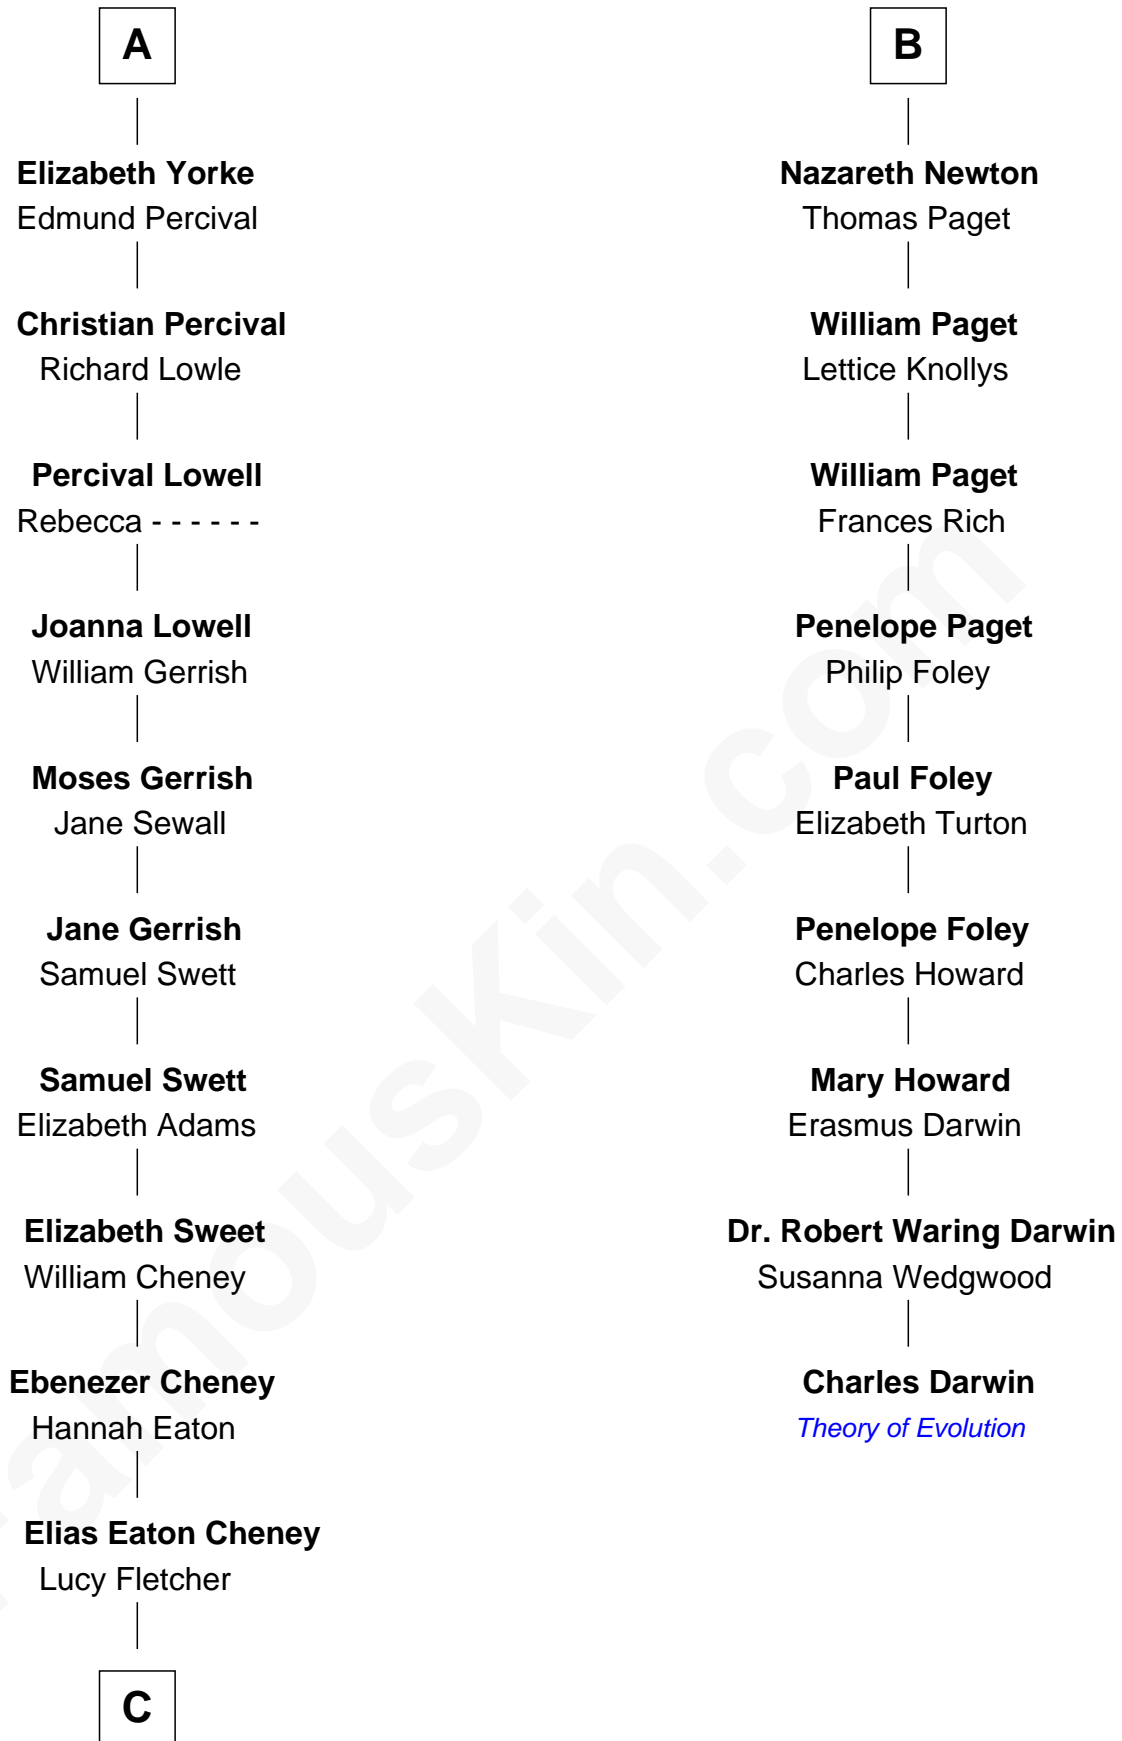 A
Elizabeth Yorke
Edmund Percival
Christian Percival
Richard Lowle
Percival Lowell
Rebecca - - - - - -
Joanna Lowell
William Gerrish
Moses Gerrish
Jane Sewall
Jane Gerrish
Samuel Swett
Samuel Swett
Elizabeth Adams
Elizabeth Sweet
William Cheney
Ebenezer Cheney
Hannah Eaton
Elias Eaton Cheney
Lucy Fletcher
C
B
Nazareth Newton
Thomas Paget
William Paget
Lettice Knollys
William Paget
Frances Rich
Penelope Paget
Philip Foley
Paul Foley
Elizabeth Turton
Penelope Foley
Charles Howard
Mary Howard
Erasmus Darwin
Dr. Robert Waring Darwin
Susanna Wedgwood
Charles Darwin
Theory of Evolution
FamousKin.com